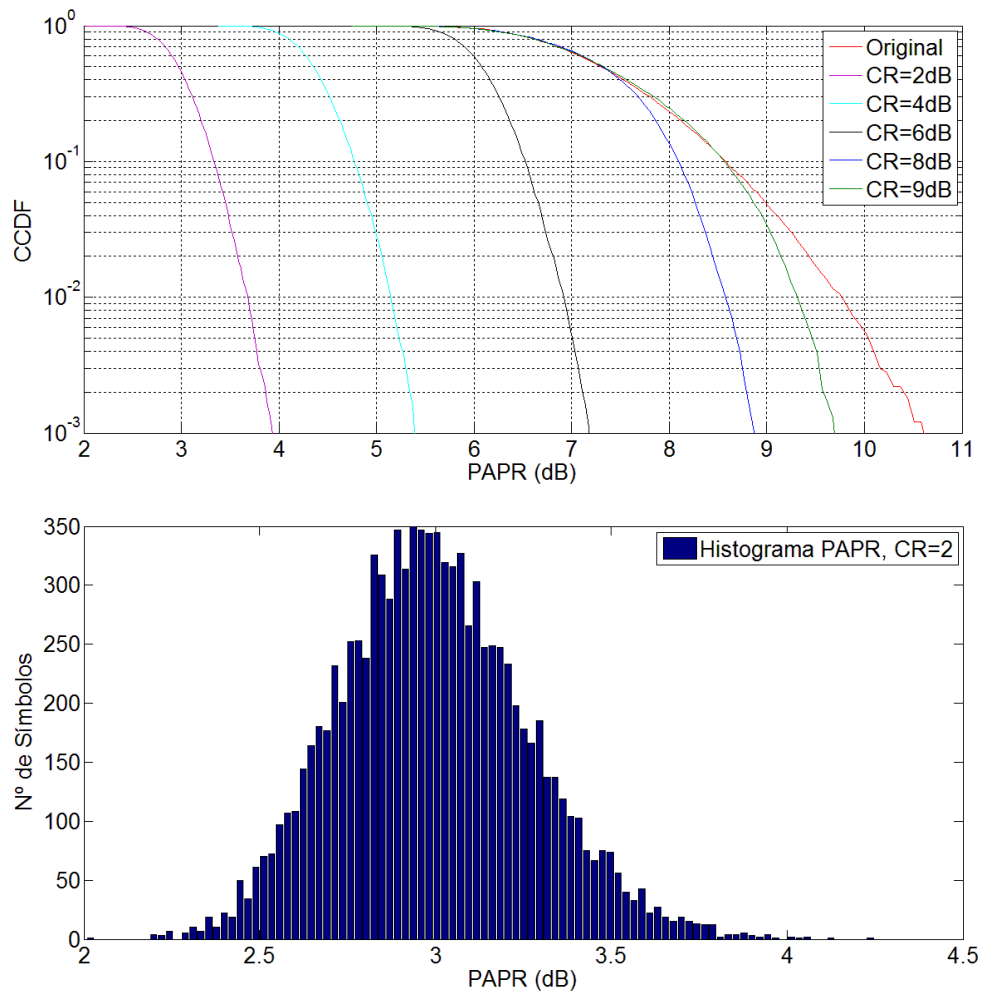 10^0
10^-1
10^-2
10^-3
CCDF
Original
CR=2dB
CR=4dB
CR=6dB
CR=8dB
CR=9dB
2 3 4 5 6 7 8 9 10 11
PAPR (dB)
350
300
250
200
150
100
50
0
Nº de Símbolos
Histograma PAPR, CR=2
2 2.5 3 3.5 4 4.5
PAPR (dB)